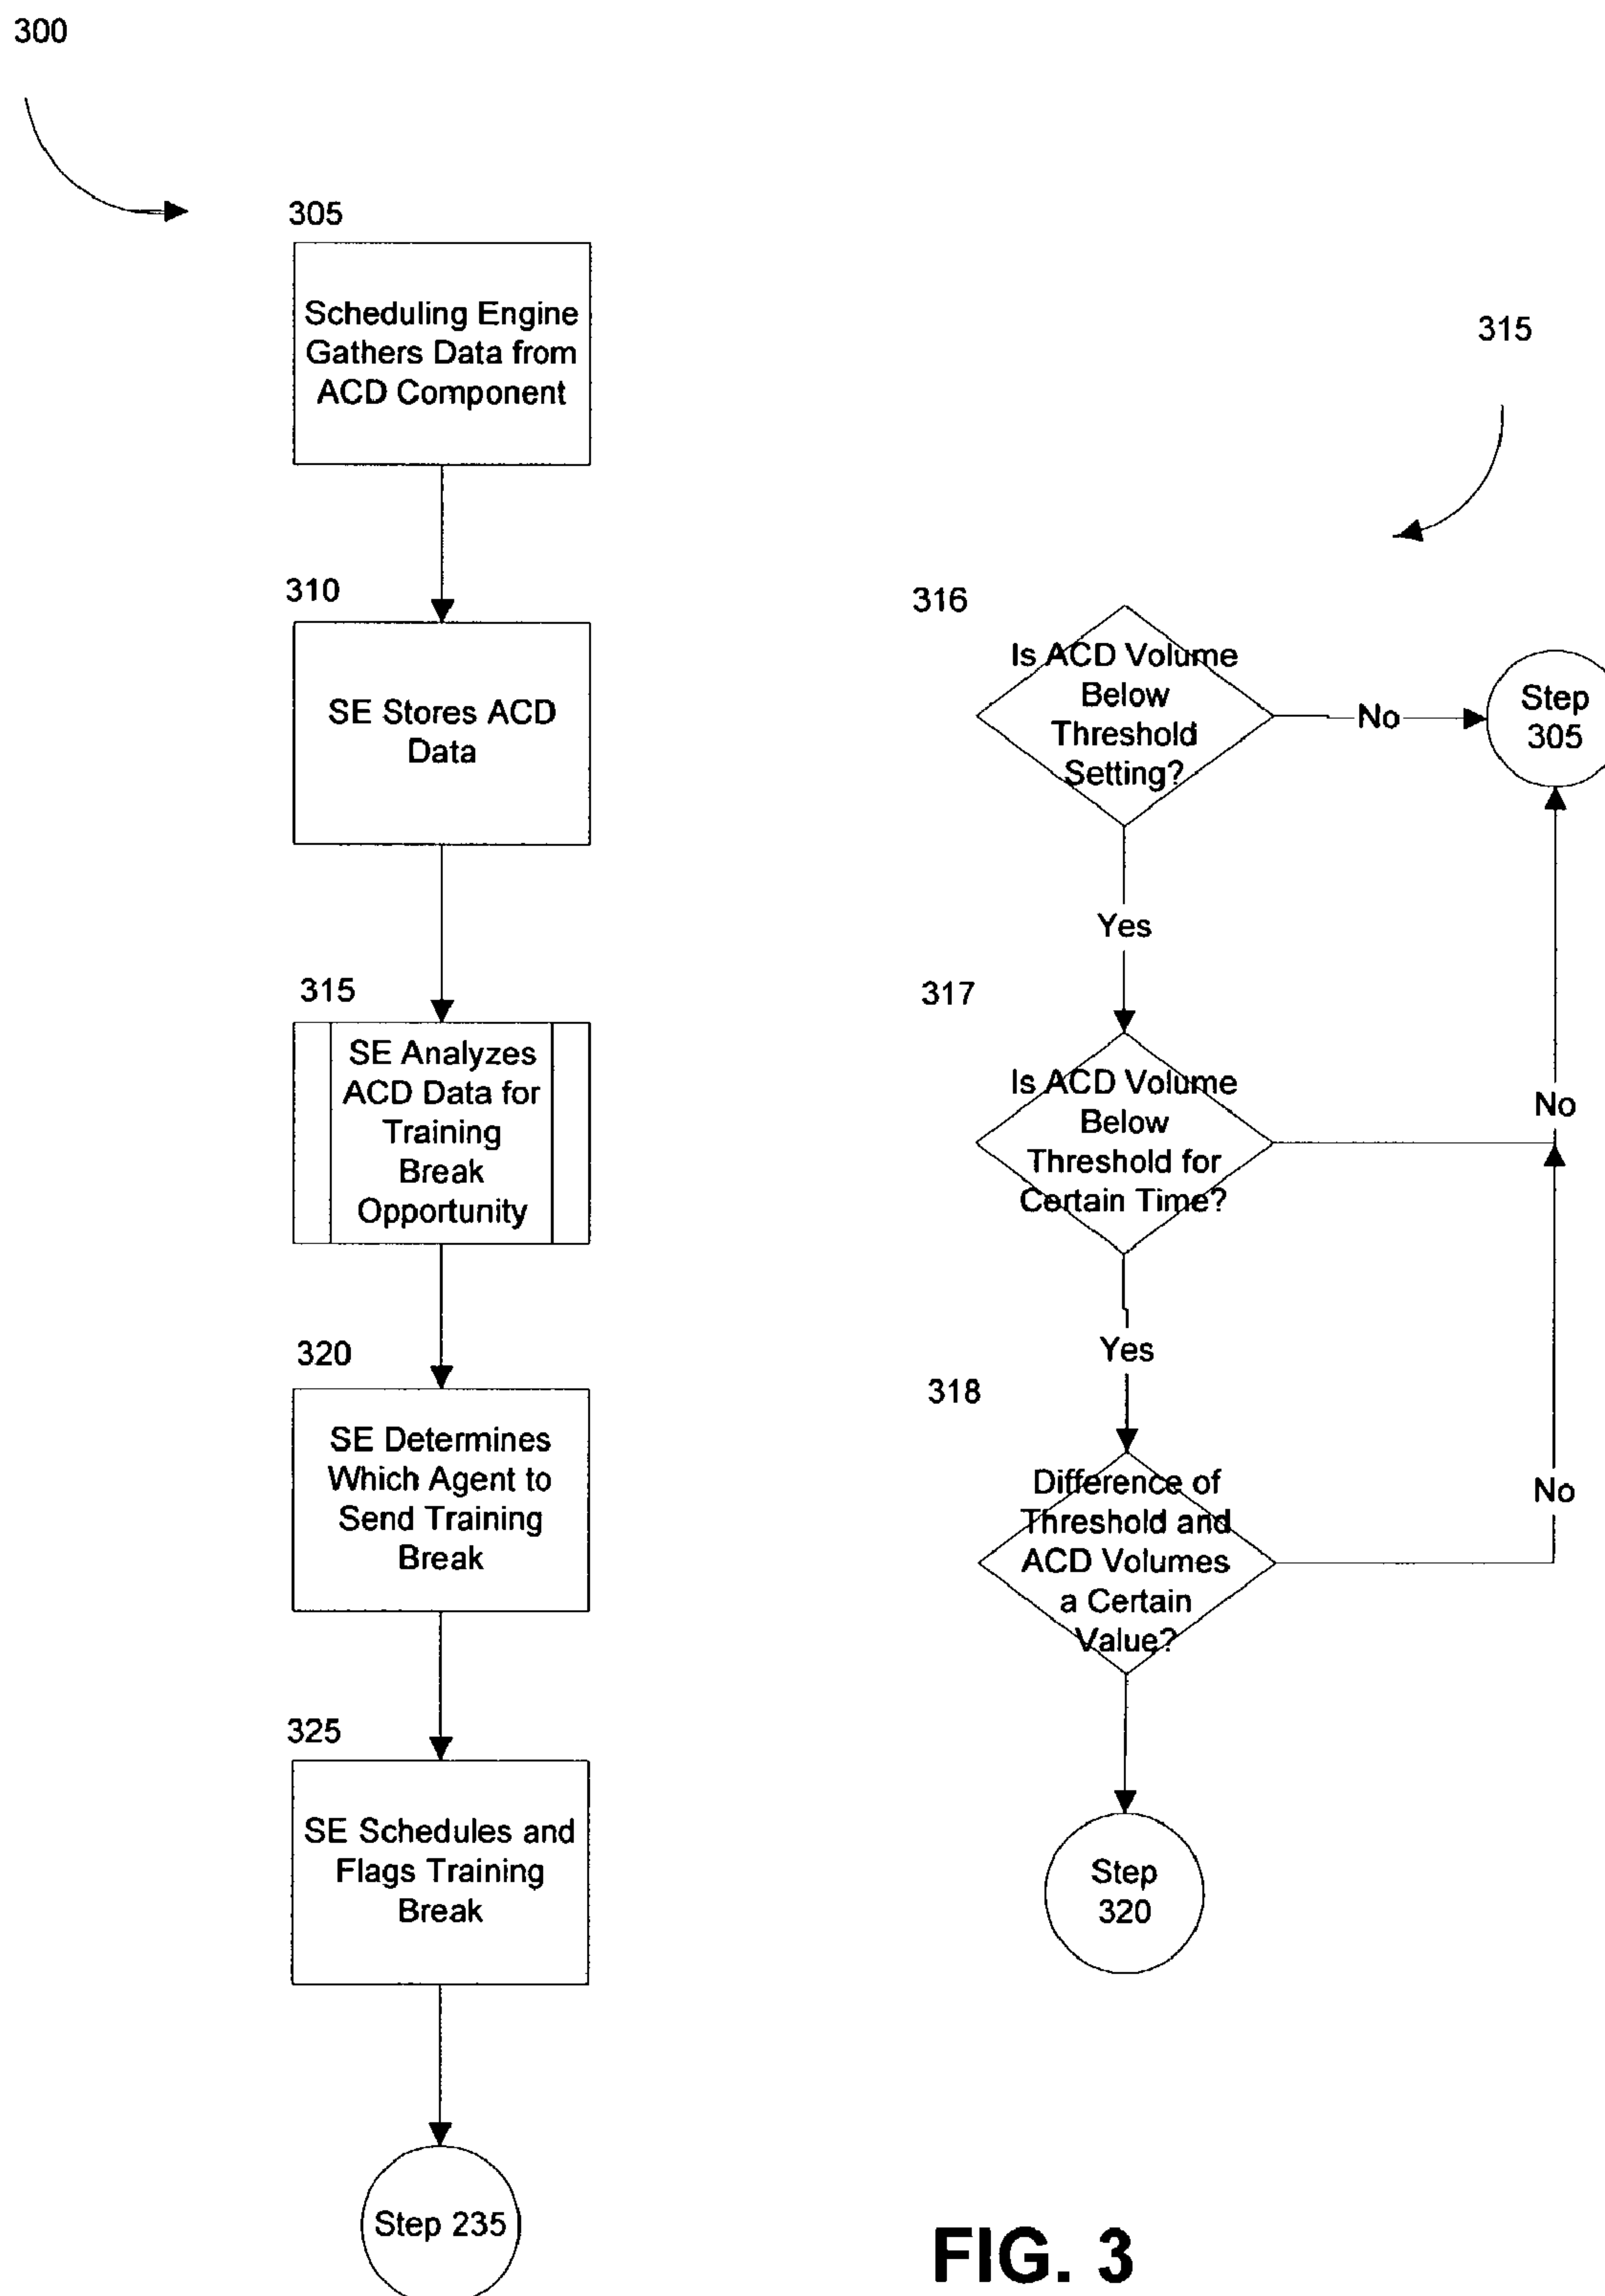 300
305
Scheduling Engine
Gathers Data from
ACD Component
310
SE Stores ACD
Data
315
SE Analyzes
ACD Data for
Training
Break
Opportunity
320
SE Determines
Which Agent to
Send Training
Break
325
SE Schedules and
Flags Training
Break
Step 235
315
316
Is ACD Volume
Below
Threshold
Setting?
No
Step
305
Yes
317
Is ACD Volume
Below
Threshold for
Certain Time?
No
Yes
318
Difference of
Threshold and
ACD Volumes
a Certain
Value?
No
Step
320
FIG. 3